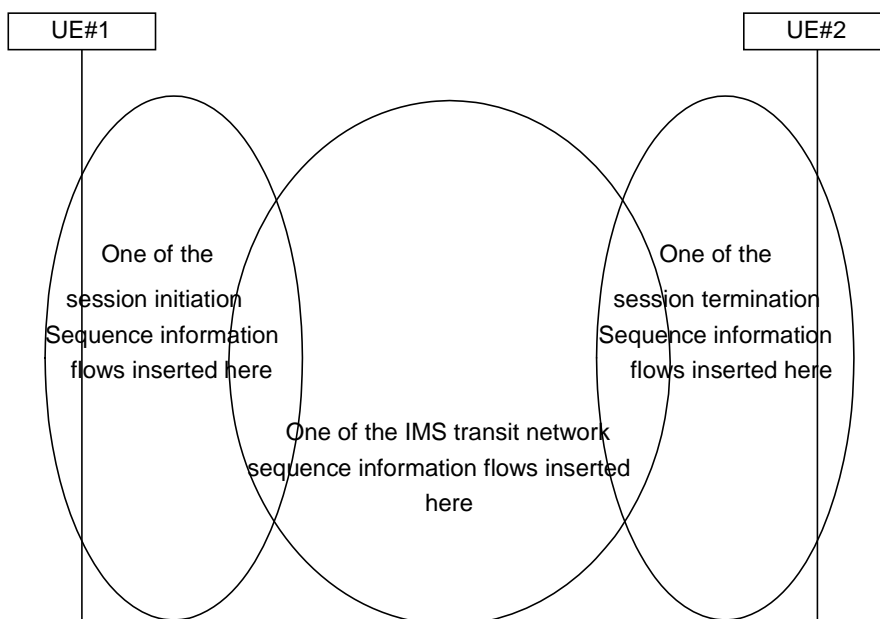 UE#1
UE#2
One of the
session initiation
Sequence information
flows inserted here
One of the
session termination
Sequence information
flows inserted here
One of the IMS transit network
sequence information flows inserted
here